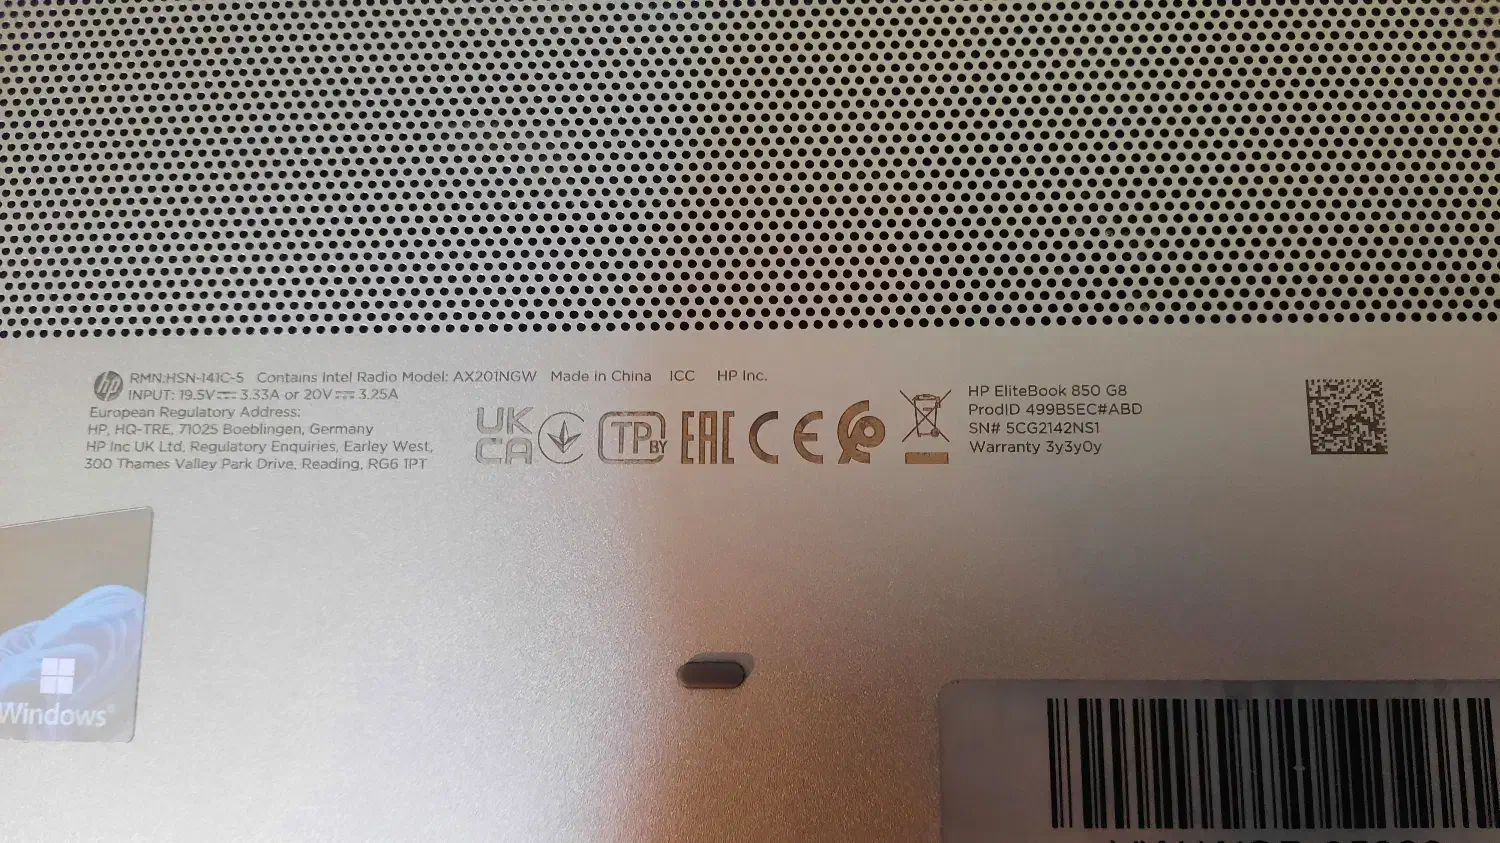 hp RMN:HSN-I41C-5 Contains Intel Radio Model: AX201NGW Made in China ICC HP Inc.
INPUT: 19.5V⎓ 3.33A or 20V⎓ 3.25A
European Regulatory Address:
HP, HQ-TRE, 71025 Boeblingen, Germany
HP Inc UK Ltd, Regulatory Enquiries, Earley West,
300 Thames Valley Park Drive, Reading, RG6 1PT
UK
CA
TP BY
EAC
CE
HP EliteBook 850 G8
ProdID 499B5EC#ABD
SN# 5CG2142NS1
Warranty 3y3y0y
Windows